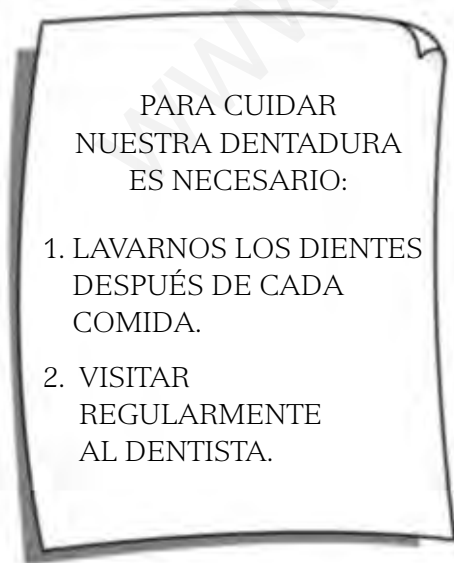 PARA CUIDAR
NUESTRA DENTADURA
ES NECESARIO:
1. LAVARNOS LOS DIENTES
DESPUÉS DE CADA
COMIDA.
2. VISITAR
REGULARMENTE
AL DENTISTA.